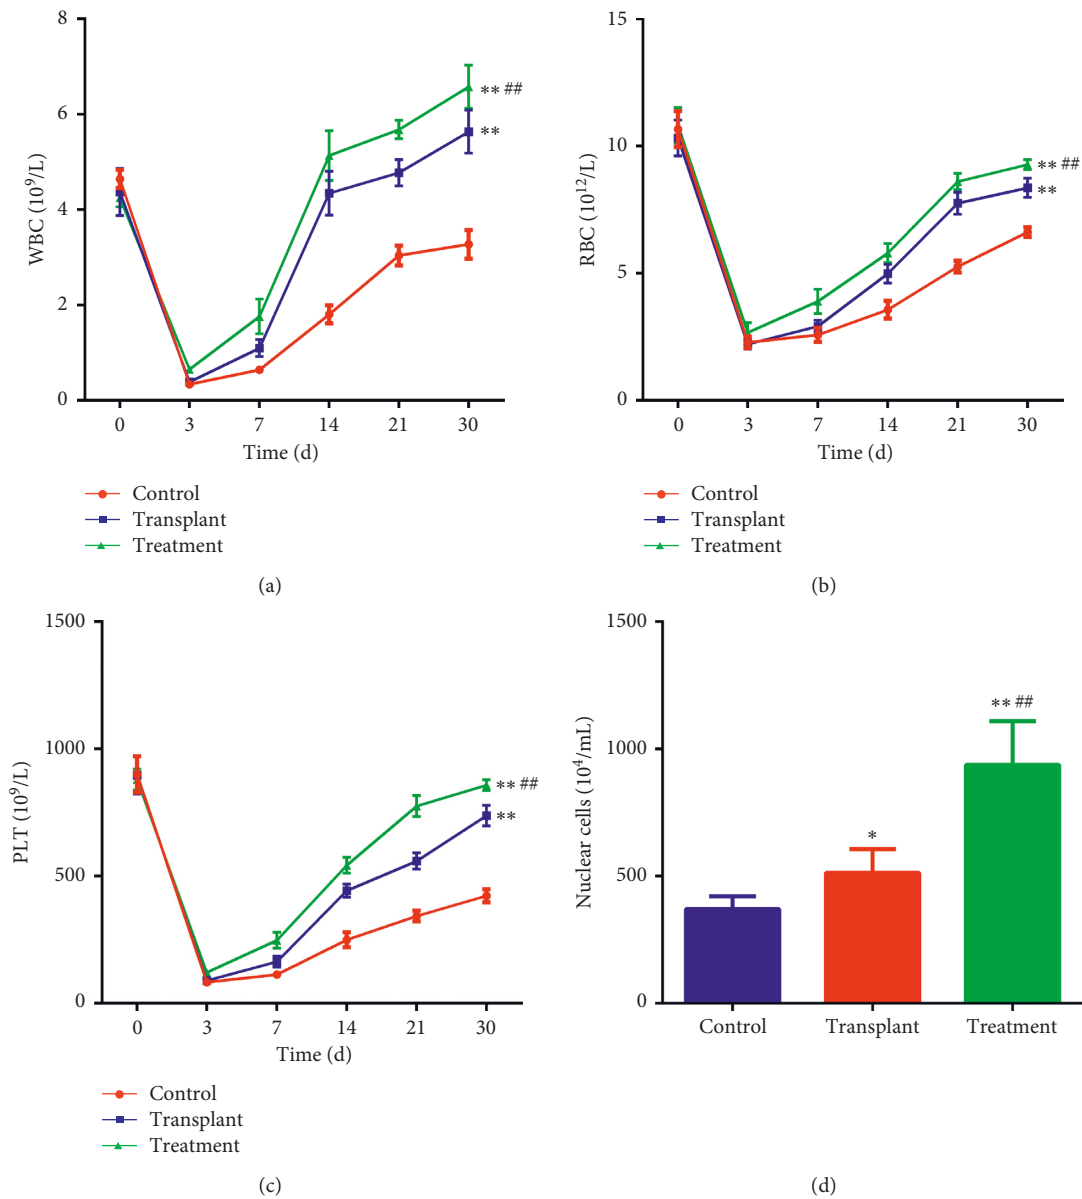 8
6
4
2
0
WBC (10⁹/L)
** ##
**
0 3 7 14 21 30
Time (d)
Control
Transplant
Treatment
(a)
15
10
5
0
RBC (10¹²/L)
** ##
**
0 3 7 14 21 30
Time (d)
Control
Transplant
Treatment
(b)
1500
1000
500
0
PLT (10⁹/L)
** ##
**
0 3 7 14 21 30
Time (d)
Control
Transplant
Treatment
(c)
1500
1000
500
0
Nuclear cells (10⁴/mL)
*
** ##
Control Transplant Treatment
(d)